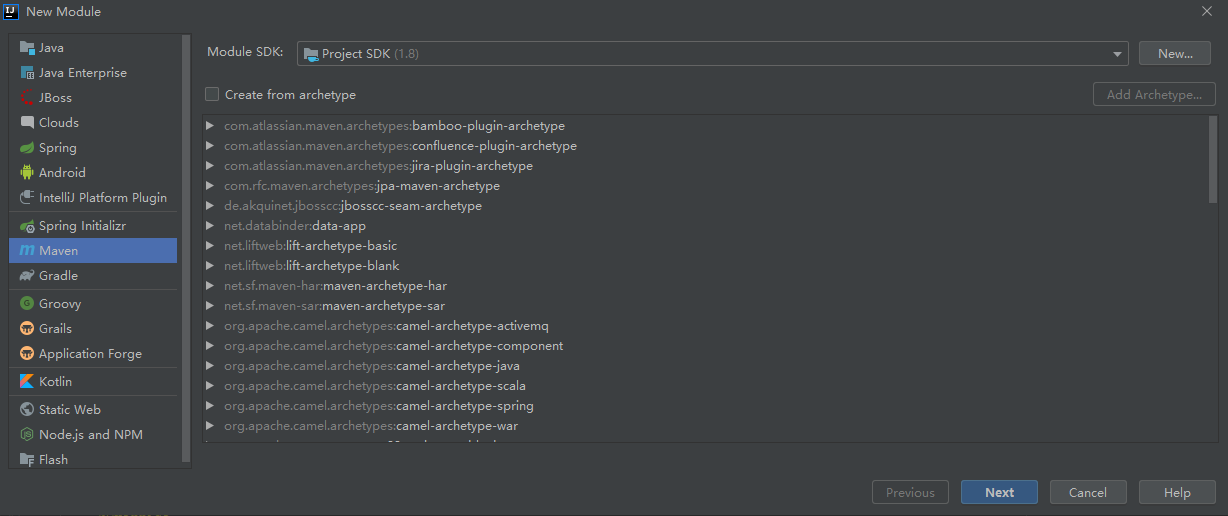 New Module
Java
Java Enterprise
JBoss
Clouds
Spring
Android
IntelliJ Platform Plugin
Spring Initializr
Maven
Gradle
Groovy
Grails
Application Forge
Kotlin
Static Web
Node.js and NPM
Flash
Module SDK: Project SDK (1.8) New...
Create from archetype Add Archetype...
com.atlassian.maven.archetypes:bamboo-plugin-archetype
com.atlassian.maven.archetypes:confluence-plugin-archetype
com.atlassian.maven.archetypes:jira-plugin-archetype
com.rfc.maven.archetypes:jpa-maven-archetype
de.akquinet.jbosscc:jbosscc-seam-archetype
net.databinder:data-app
net.liftweb:lift-archetype-basic
net.liftweb:lift-archetype-blank
net.sf.maven-har:maven-archetype-har
net.sf.maven-sar:maven-archetype-sar
org.apache.camel.archetypes:camel-archetype-activemq
org.apache.camel.archetypes:camel-archetype-component
org.apache.camel.archetypes:camel-archetype-java
org.apache.camel.archetypes:camel-archetype-scala
org.apache.camel.archetypes:camel-archetype-spring
org.apache.camel.archetypes:camel-archetype-war
Previous Next Cancel Help